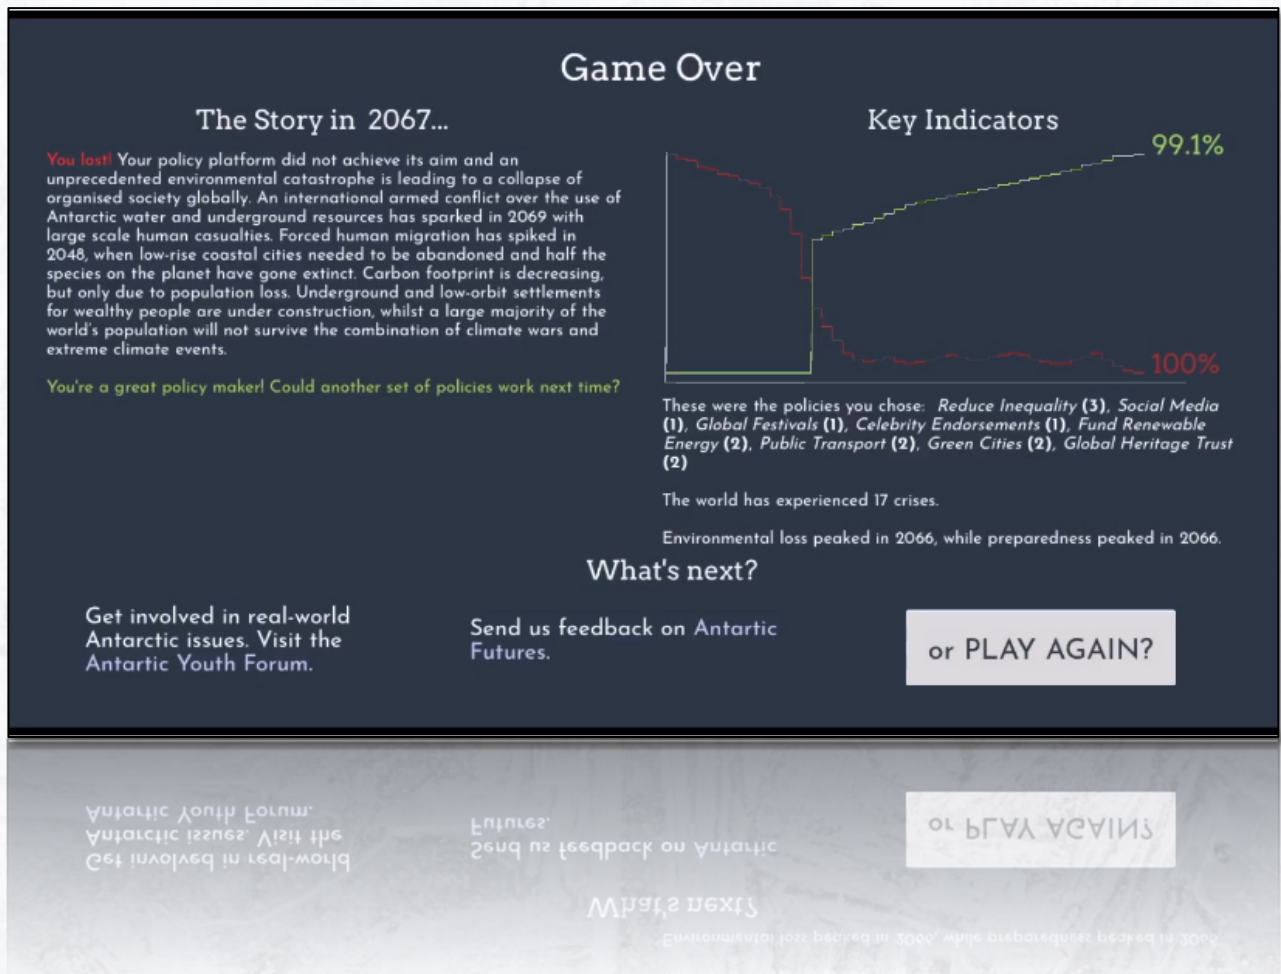 Game Over
The Story in 2067...
You lost! Your policy platform did not achieve its aim and an
unprecedented environmental catastrophe is leading to a collapse of
organised society globally. An international armed conflict over the use of
Antarctic water and underground resources has sparked in 2069 with
large scale human casualties. Forced human migration has spiked in
2048, when low-rise coastal cities needed to be abandoned and half the
species on the planet have gone extinct. Carbon footprint is decreasing,
but only due to population loss. Underground and low-orbit settlements
for wealthy people are under construction, whilst a large majority of the
world's population will not survive the combination of climate wars and
extreme climate events.
You're a great policy maker! Could another set of policies work next time?
Key Indicators
99.1%
100%
These were the policies you chose: Reduce Inequality (3), Social Media
(1), Global Festivals (1), Celebrity Endorsements (1), Fund Renewable
Energy (2), Public Transport (2), Green Cities (2), Global Heritage Trust
(2)
The world has experienced 17 crises.
Environmental loss peaked in 2066, while preparedness peaked in 2066.
What's next?
Get involved in real-world
Antarctic issues. Visit the
Antartic Youth Forum.
Send us feedback on Antartic
Futures.
or PLAY AGAIN?